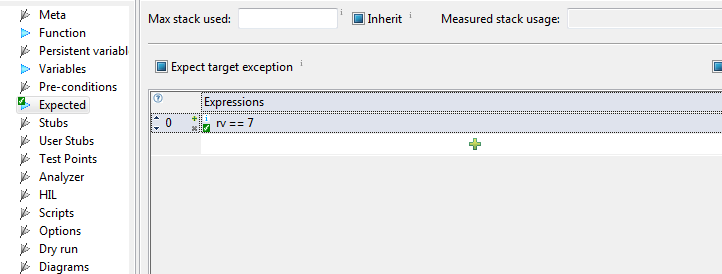 Meta
Function
Persistent variabl
Variables
Pre-conditions
Expected
Stubs
User Stubs
Test Points
Analyzer
HIL
Scripts
Options
Dry run
Diagrams
Max stack used: i Inherit i Measured stack usage:
Expect target exception i
? Expressions
0 i rv == 7